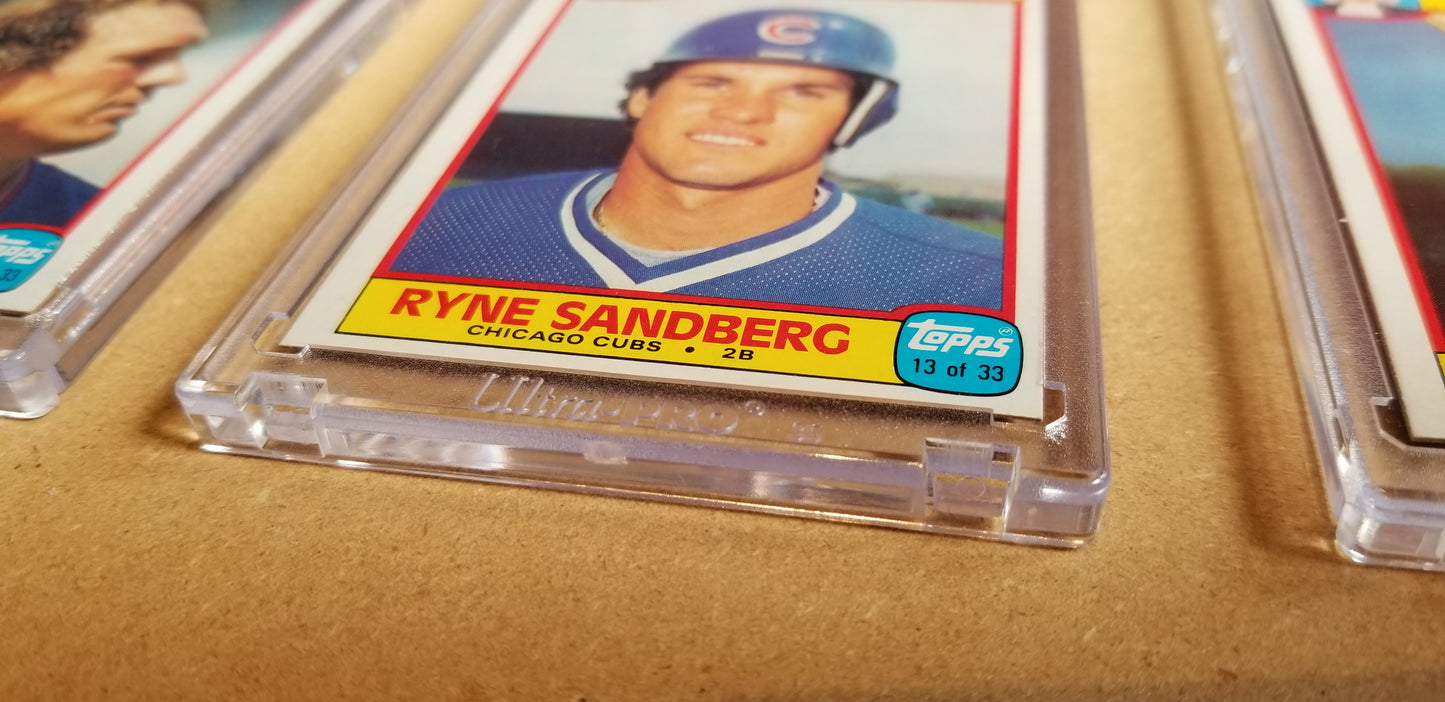 C
RYNE SANDBERG
CHICAGO CUBS • 2B
Topps
13 of 33
Ultra·PRO®
Topps
33